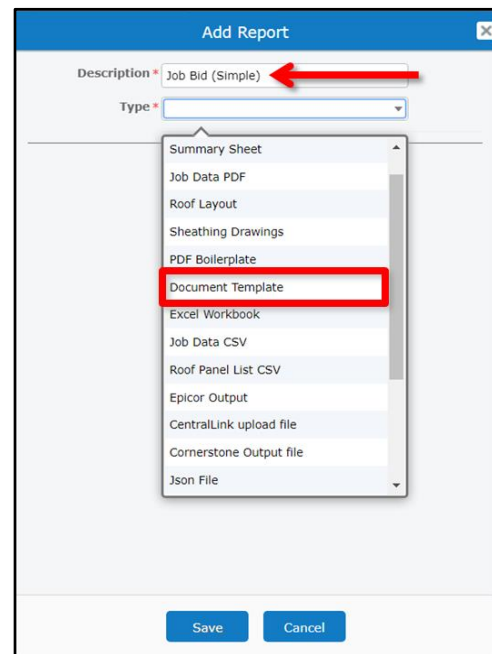 Add Report
Description * Job Bid (Simple)
Type *
Summary Sheet
Job Data PDF
Roof Layout
Sheathing Drawings
PDF Boilerplate
Document Template
Excel Workbook
Job Data CSV
Roof Panel List CSV
Epicor Output
CentralLink upload file
Cornerstone Output file
Json File
Save Cancel